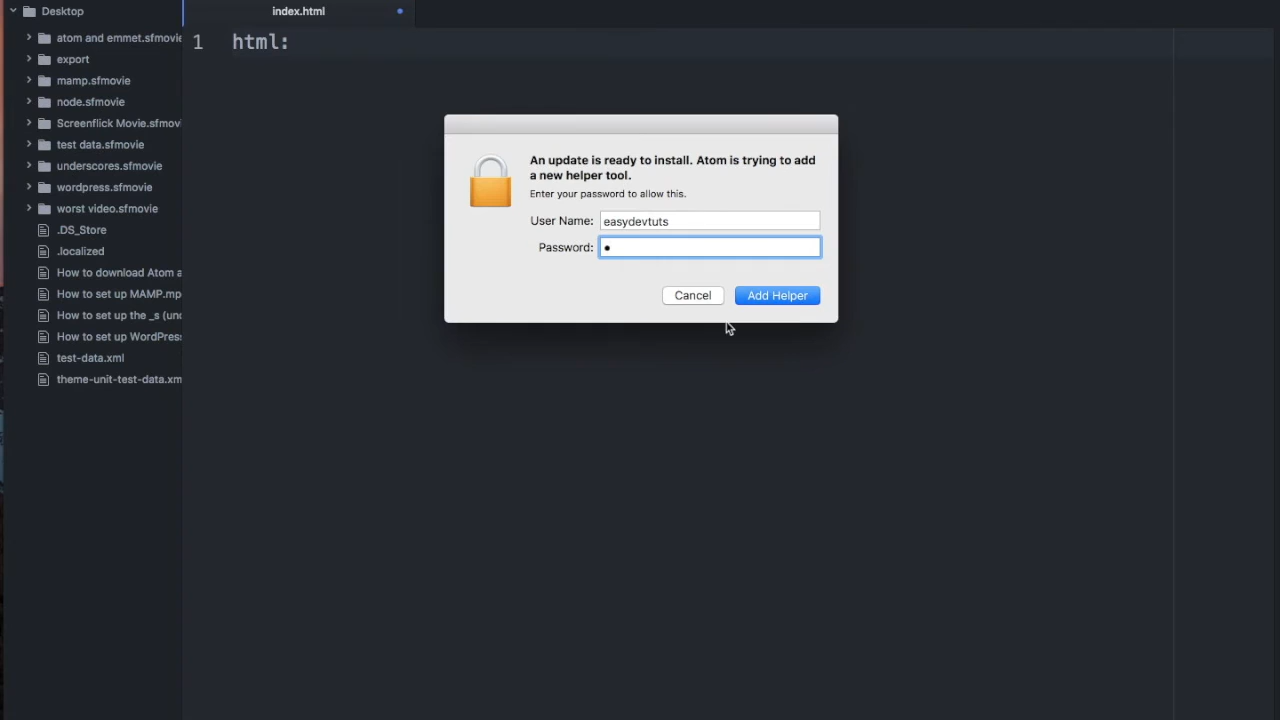 Desktop
index.html
atom and emmet.sfmovie
1 html:
export
mamp.sfmovie
node.sfmovie
Screenflick Movie.sfmovi
test data.sfmovie
underscores.sfmovie
wordpress.sfmovie
worst video.sfmovie
.DS_Store
.localized
How to download Atom a
How to set up MAMP.mp
How to set up the _s (unc
How to set up WordPress
test-data.xml
theme-unit-test-data.xm
An update is ready to install. Atom is trying to add
a new helper tool.
Enter your password to allow this.
User Name: easydevtuts
Password: •
Cancel Add Helper